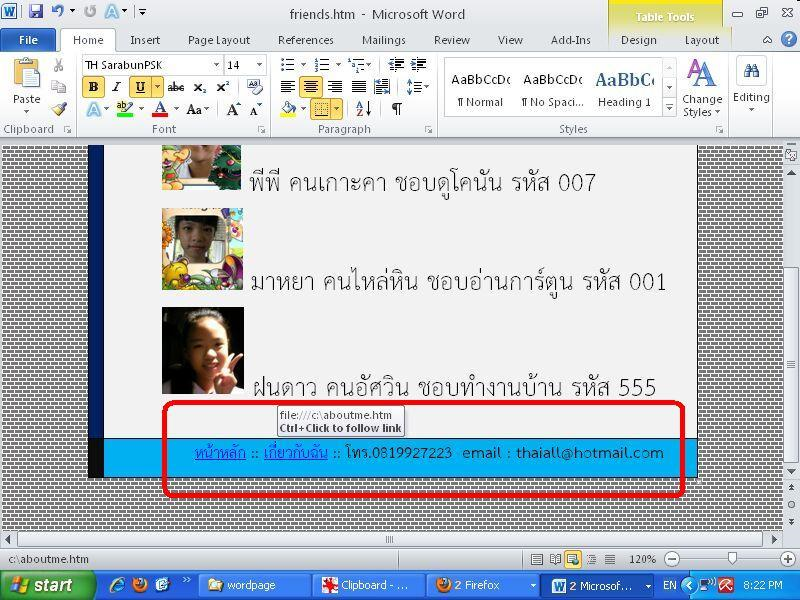 friends.htm - Microsoft Word
Table Tools
File Home Insert Page Layout References Mailings Review View Add-Ins Design Layout
Paste
TH SarabunPSK 14
B I U abc x₂ x²
A ab A Aa A A
AaBbCcDc AaBbCcDc AaBbCc
¶ Normal ¶ No Spaci... Heading 1
Change Styles
Editing
Clipboard Font Paragraph Styles
พีพี คนเกาะคา ชอบดูโคนัน รหัส 007
มาหยา คนไหล่หิน ชอบอ่านการ์ตูน รหัส 001
ฝนดาว คนอัศวิน ชอบทำงานบ้าน รหัส 555
file:///c:\aboutme.htm
Ctrl+Click to follow link
หน้าหลัก :: เกี่ยวกับฉัน :: โทร.0819927223 email : thaiall@hotmail.com
c:\aboutme.htm 120%
start wordpage Clipboard - ... 2 Firefox 2 Microsof... EN 8:22 PM